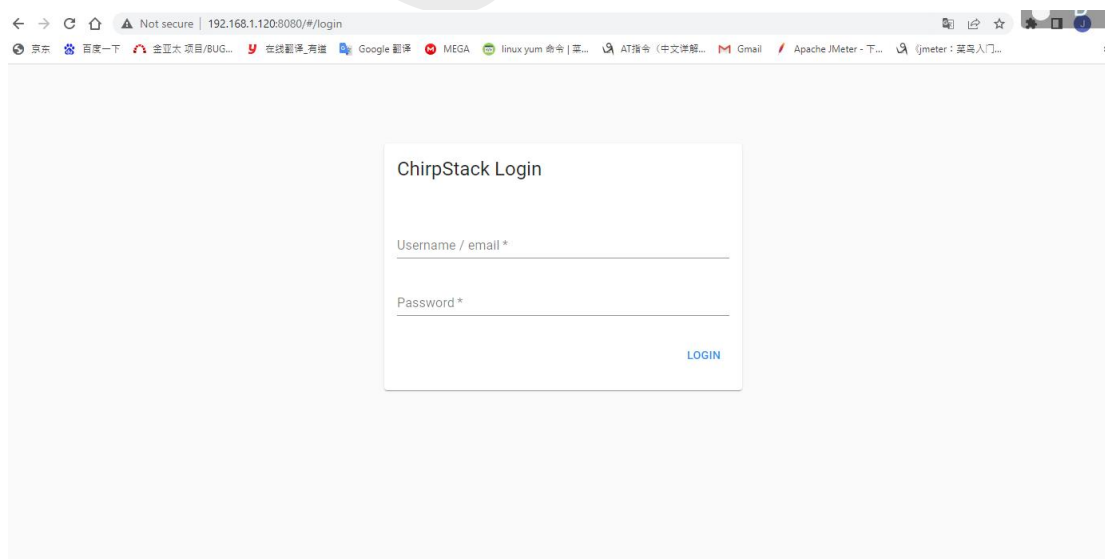 Not secure | 192.168.1.120:8080/#/login
京东 百度一下 金亚太 项目/BUG... 在线翻译_有道 Google 翻译 MEGA linux yum 命令 | 菜... AT指令（中文详解... Gmail Apache JMeter - 下... 《jmeter：菜鸟入门...
ChirpStack Login
Username / email *
Password *
LOGIN